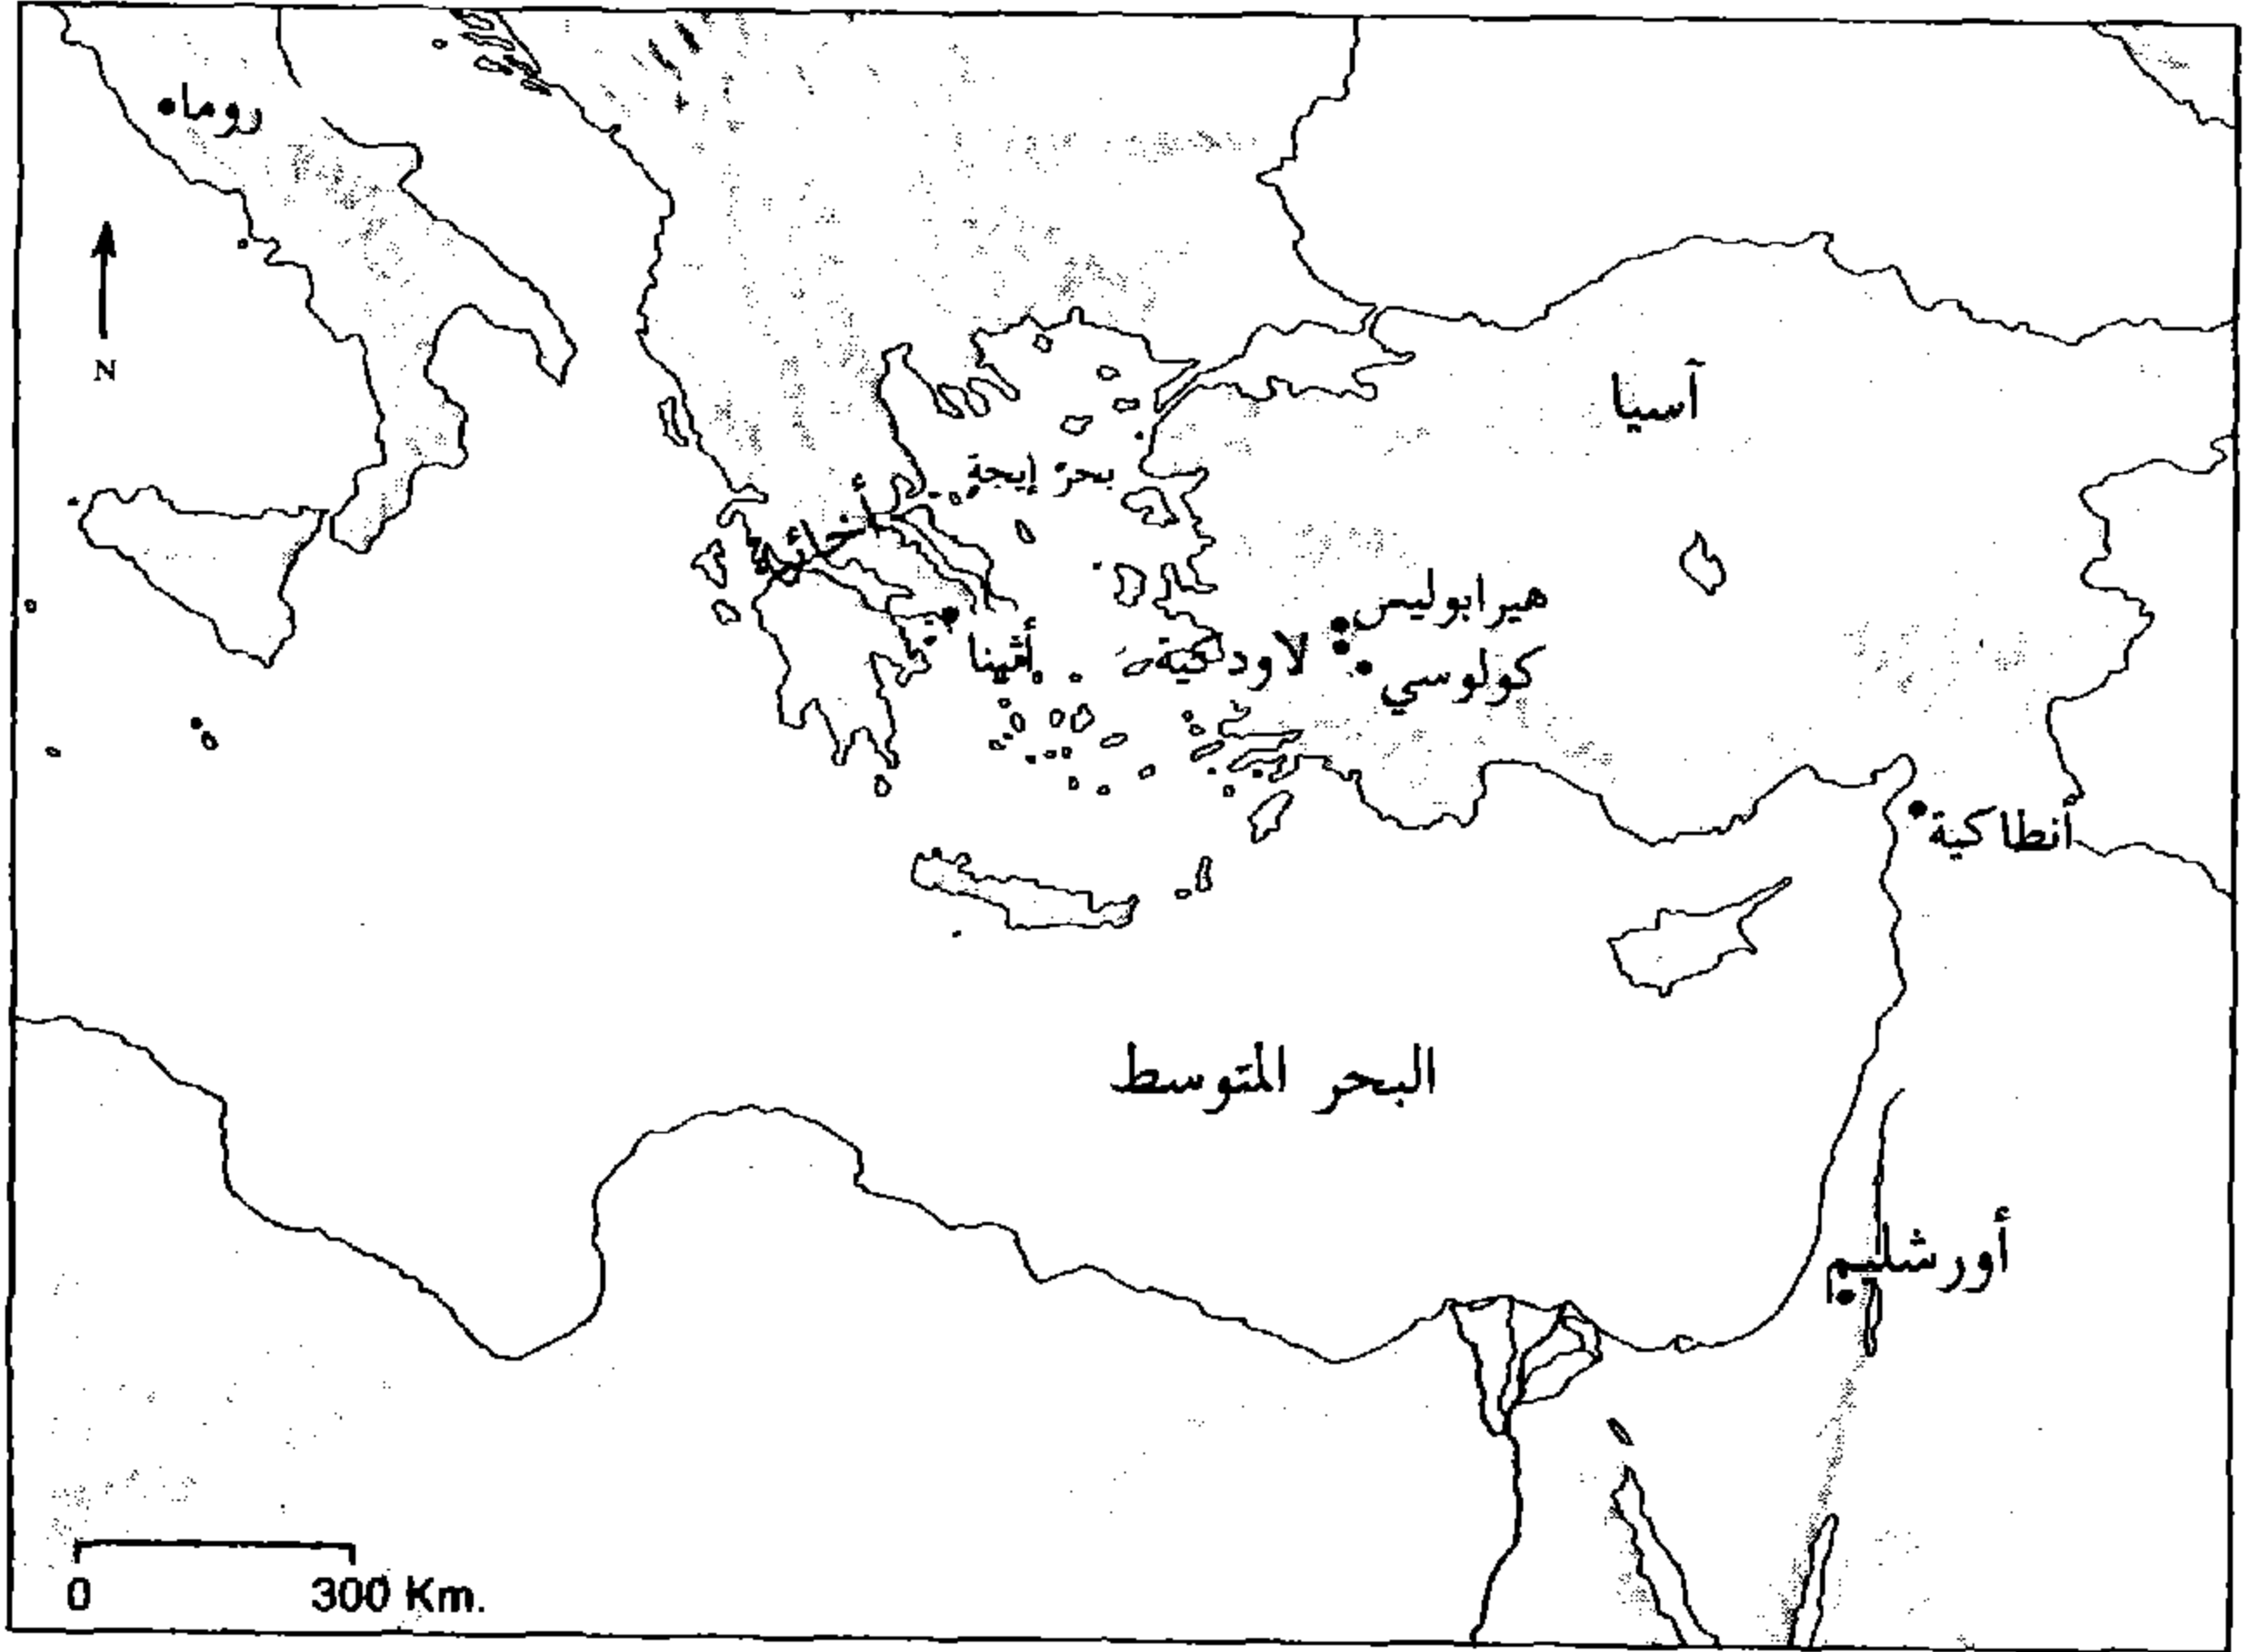 روما
N
آسيا
بحر إيجة
أخائية
هيرابوليس
لاودكية
كولوسي
أثينا
أنطاكية
البحر المتوسط
أورشليم
0 300 Km.